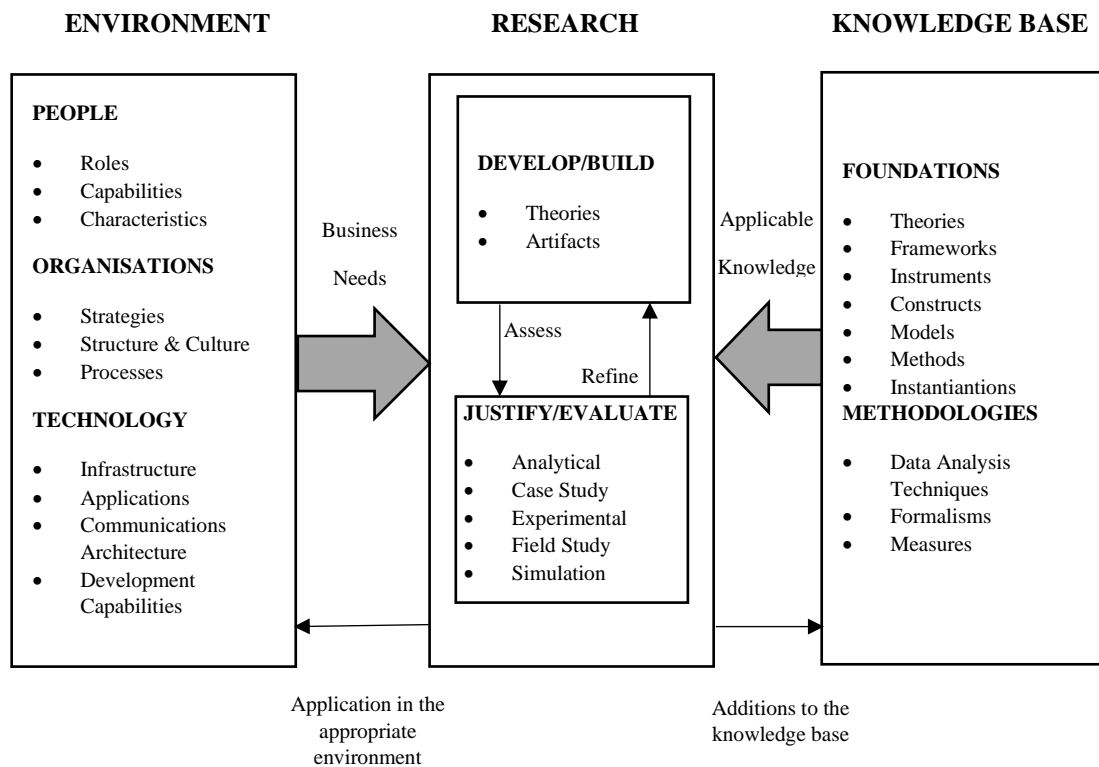 ENVIRONMENT
RESEARCH
KNOWLEDGE BASE
PEOPLE
Roles
Capabilities
Characteristics
ORGANISATIONS
Strategies
Structure & Culture
Processes
TECHNOLOGY
Infrastructure
Applications
Communications
Architecture
Development
Capabilities
Business
Needs
DEVELOP/BUILD
Theories
Artifacts
Assess
Refine
JUSTIFY/EVALUATE
Analytical
Case Study
Experimental
Field Study
Simulation
Applicable
Knowledge
FOUNDATIONS
Theories
Frameworks
Instruments
Constructs
Models
Methods
Instantiantions
METHODOLOGIES
Data Analysis
Techniques
Formalisms
Measures
Application in the
appropriate
environment
Additions to the
knowledge base